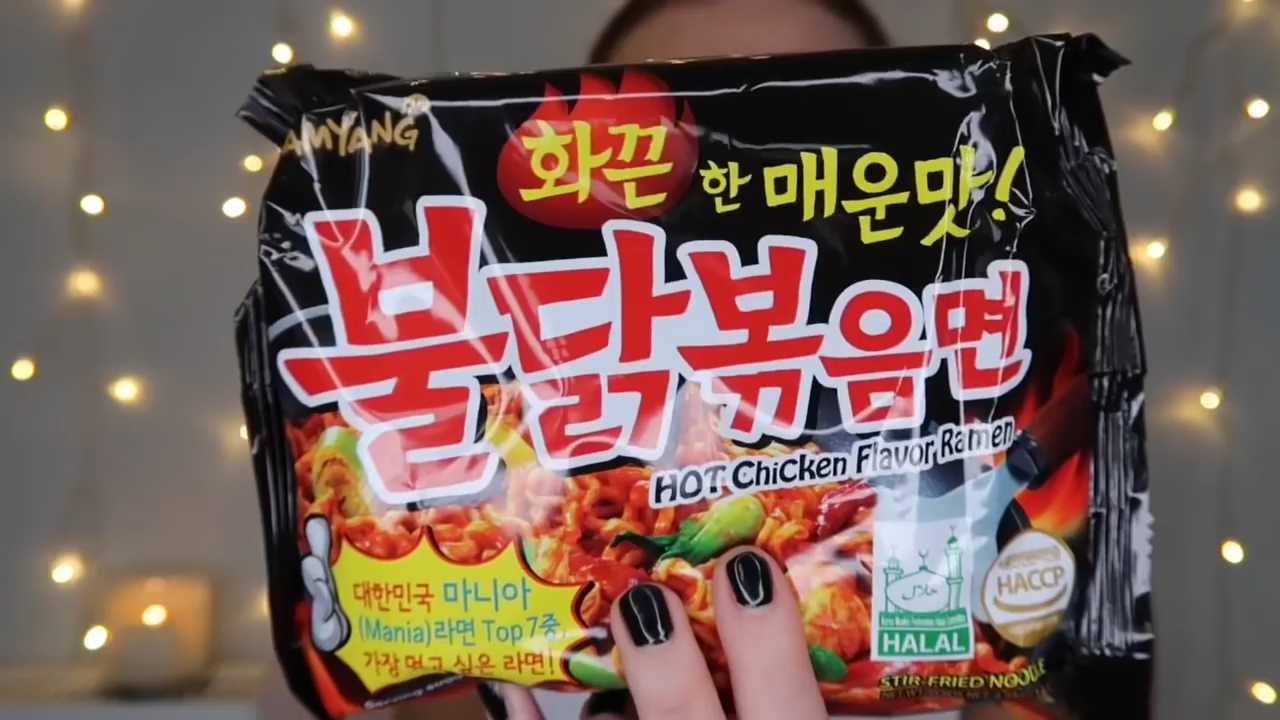 AMYANG
화끈 한 매운맛!
불닭볶음면
HOT Chicken Flavor Ramen
대한민국 마니아
(Mania)라면 Top 7중
가장 먹고 싶은 라면!
حلال
HALAL
HACCP
STIR-FRIED NOODLE